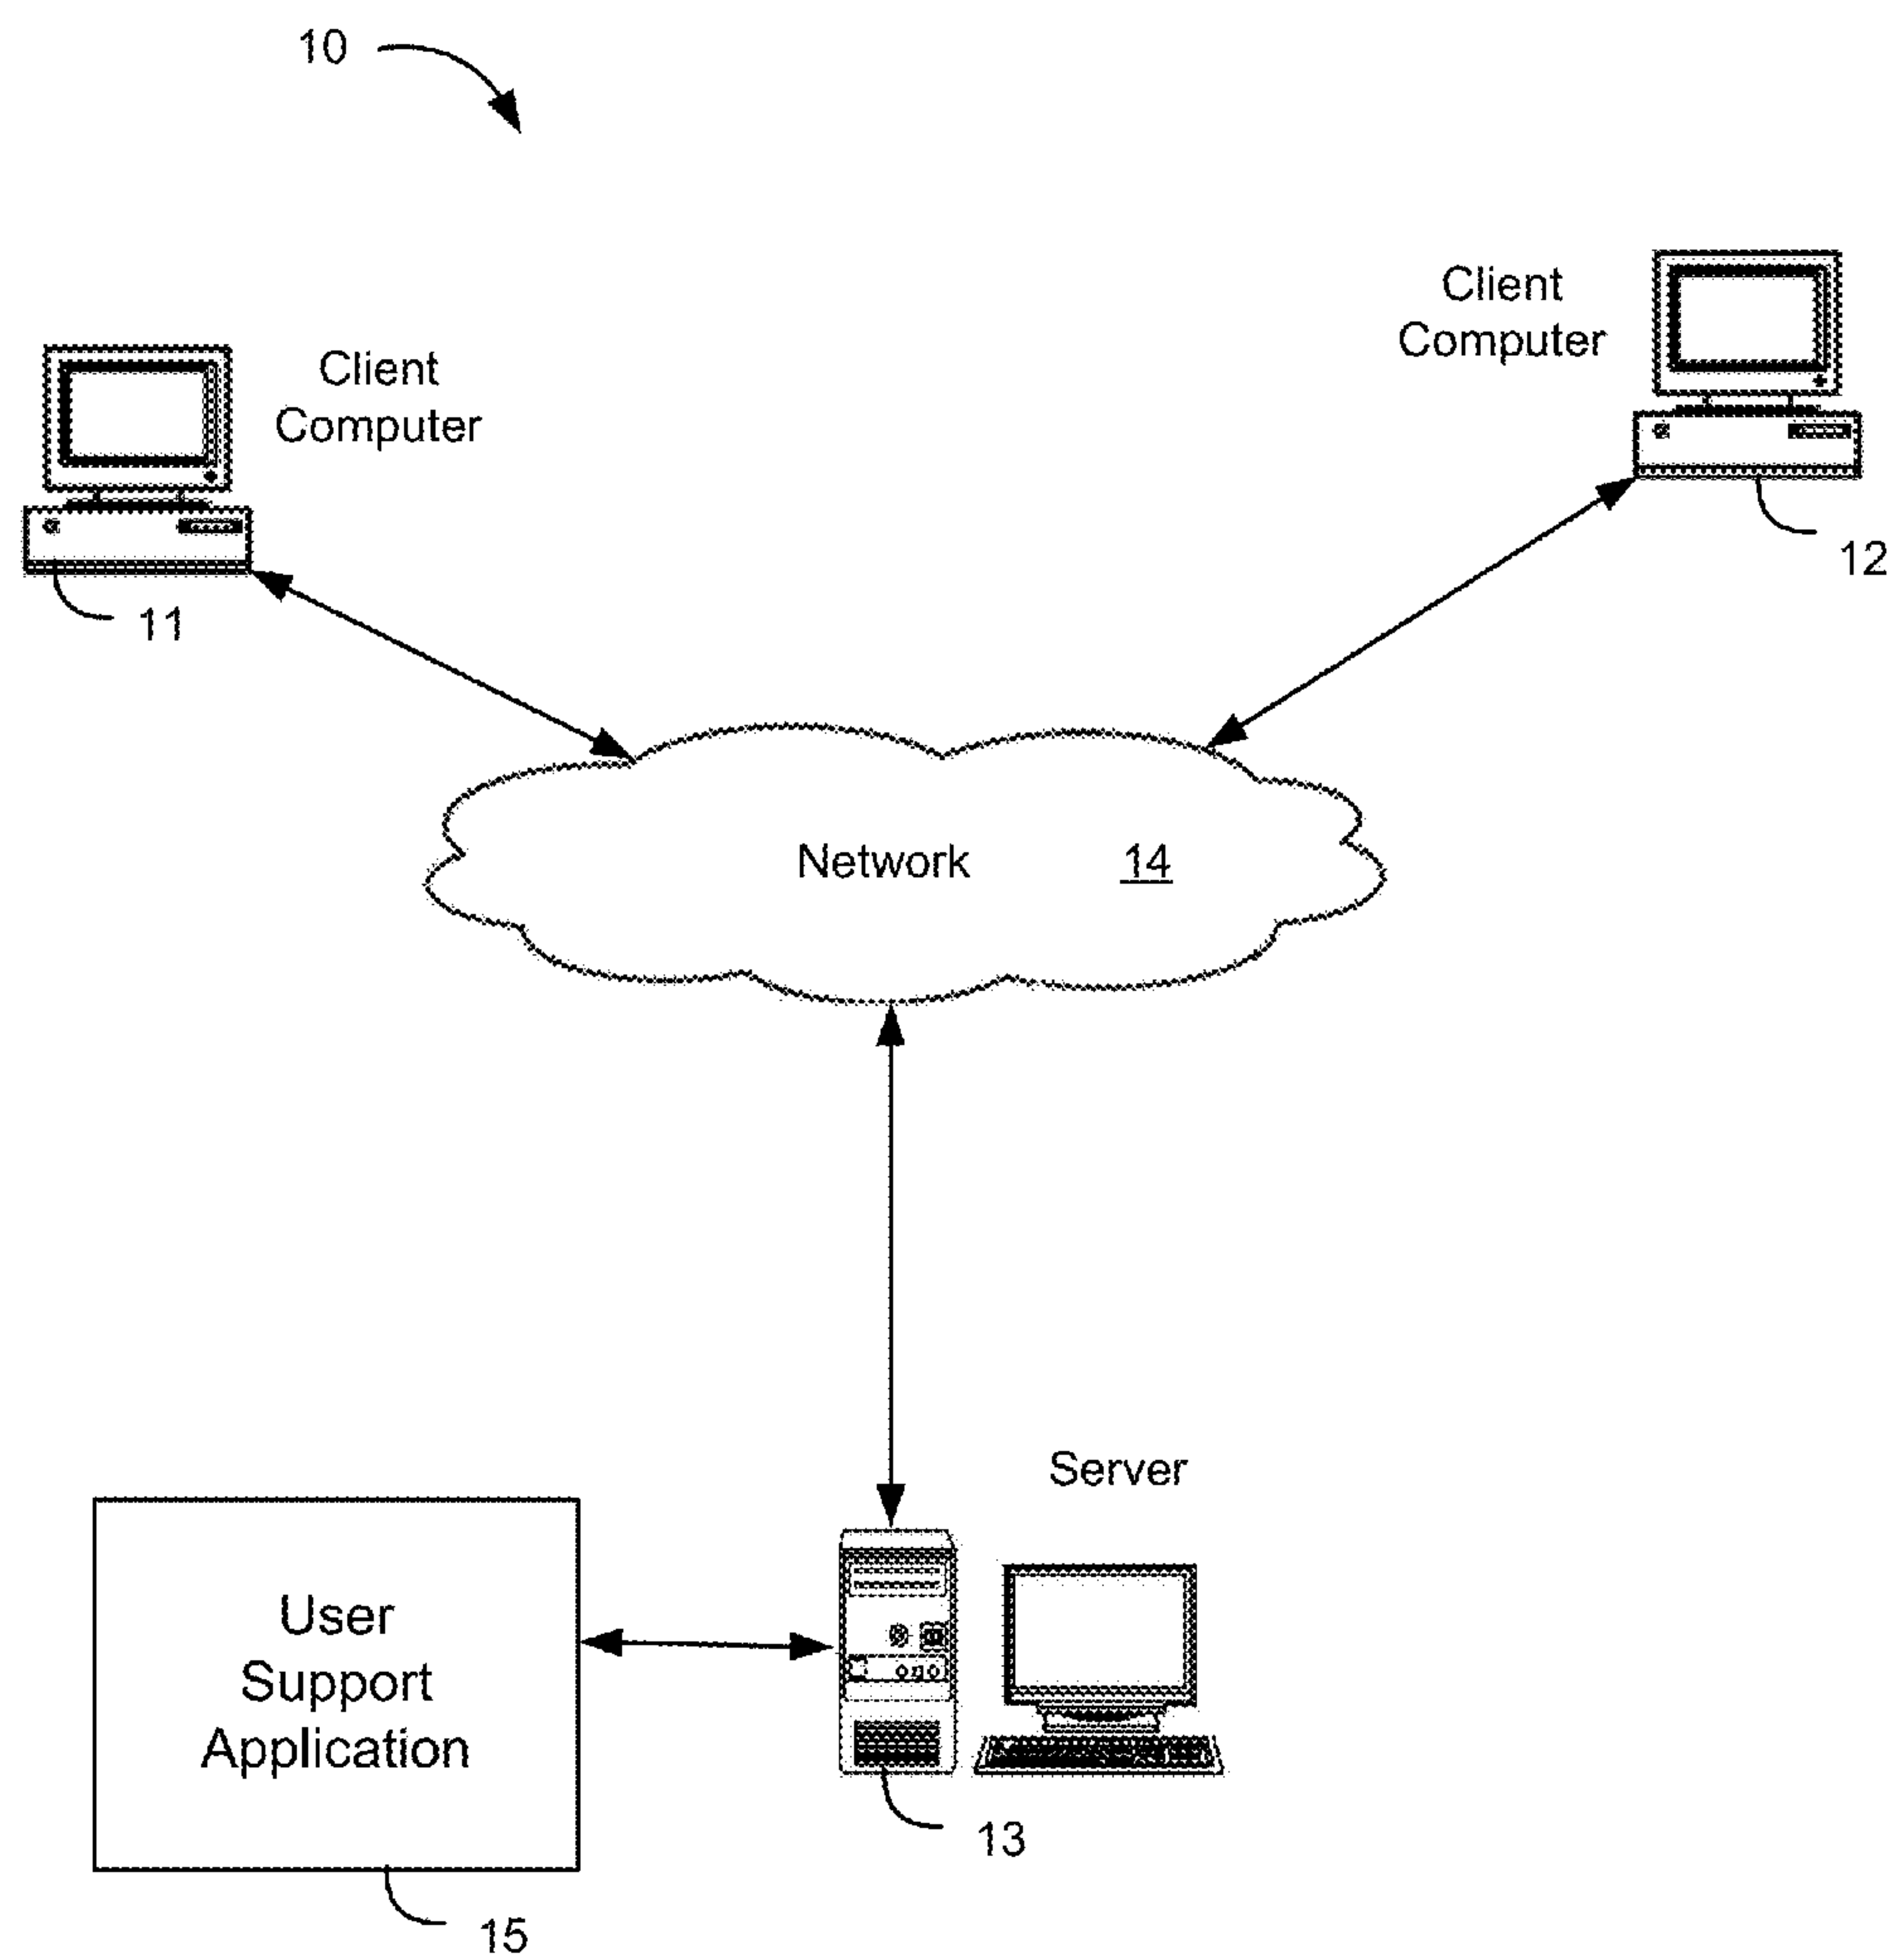 10
Client
Computer
12
Client
Computer
11
Network 14
Server
User
Support
Application
13
15